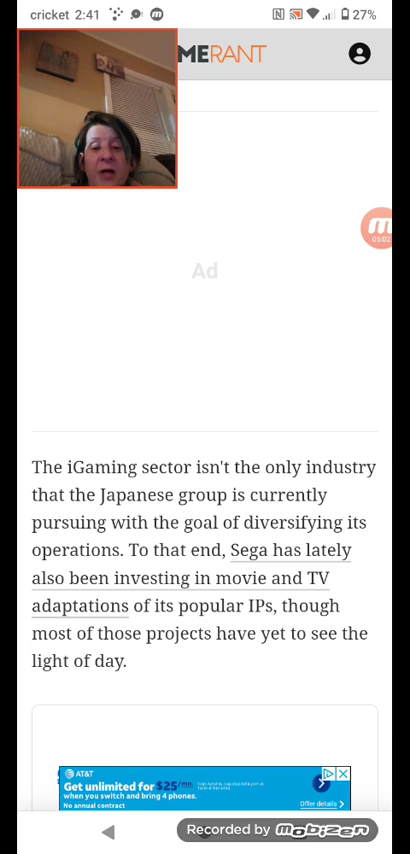 cricket 2:41
27%
MERANT
05:02
Ad
The iGaming sector isn't the only industry
that the Japanese group is currently
pursuing with the goal of diversifying its
operations. To that end, Sega has lately
also been investing in movie and TV
adaptations of its popular IPs, though
most of those projects have yet to see the
light of day.
AT&T
Get unlimited for $25/mo.
when you switch and bring 4 phones.
No annual contract
Offer details
Recorded by mobizen